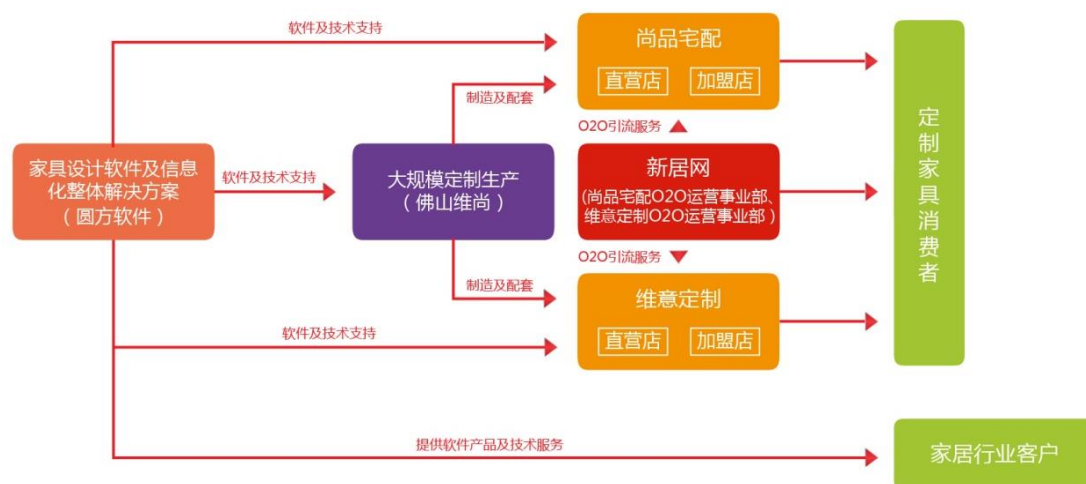 软件及技术支持
尚品宅配
直营店 加盟店
制造及配套
O2O引流服务
家具设计软件及信息
化整体解决方案
（圆方软件）
软件及技术支持
大规模定制生产
（佛山维尚）
新居网
(尚品宅配O2O运营事业部、
维意定制O2O运营事业部）
定制家具消费者
O2O引流服务
制造及配套
维意定制
直营店 加盟店
软件及技术支持
提供软件产品及技术服务
家居行业客户